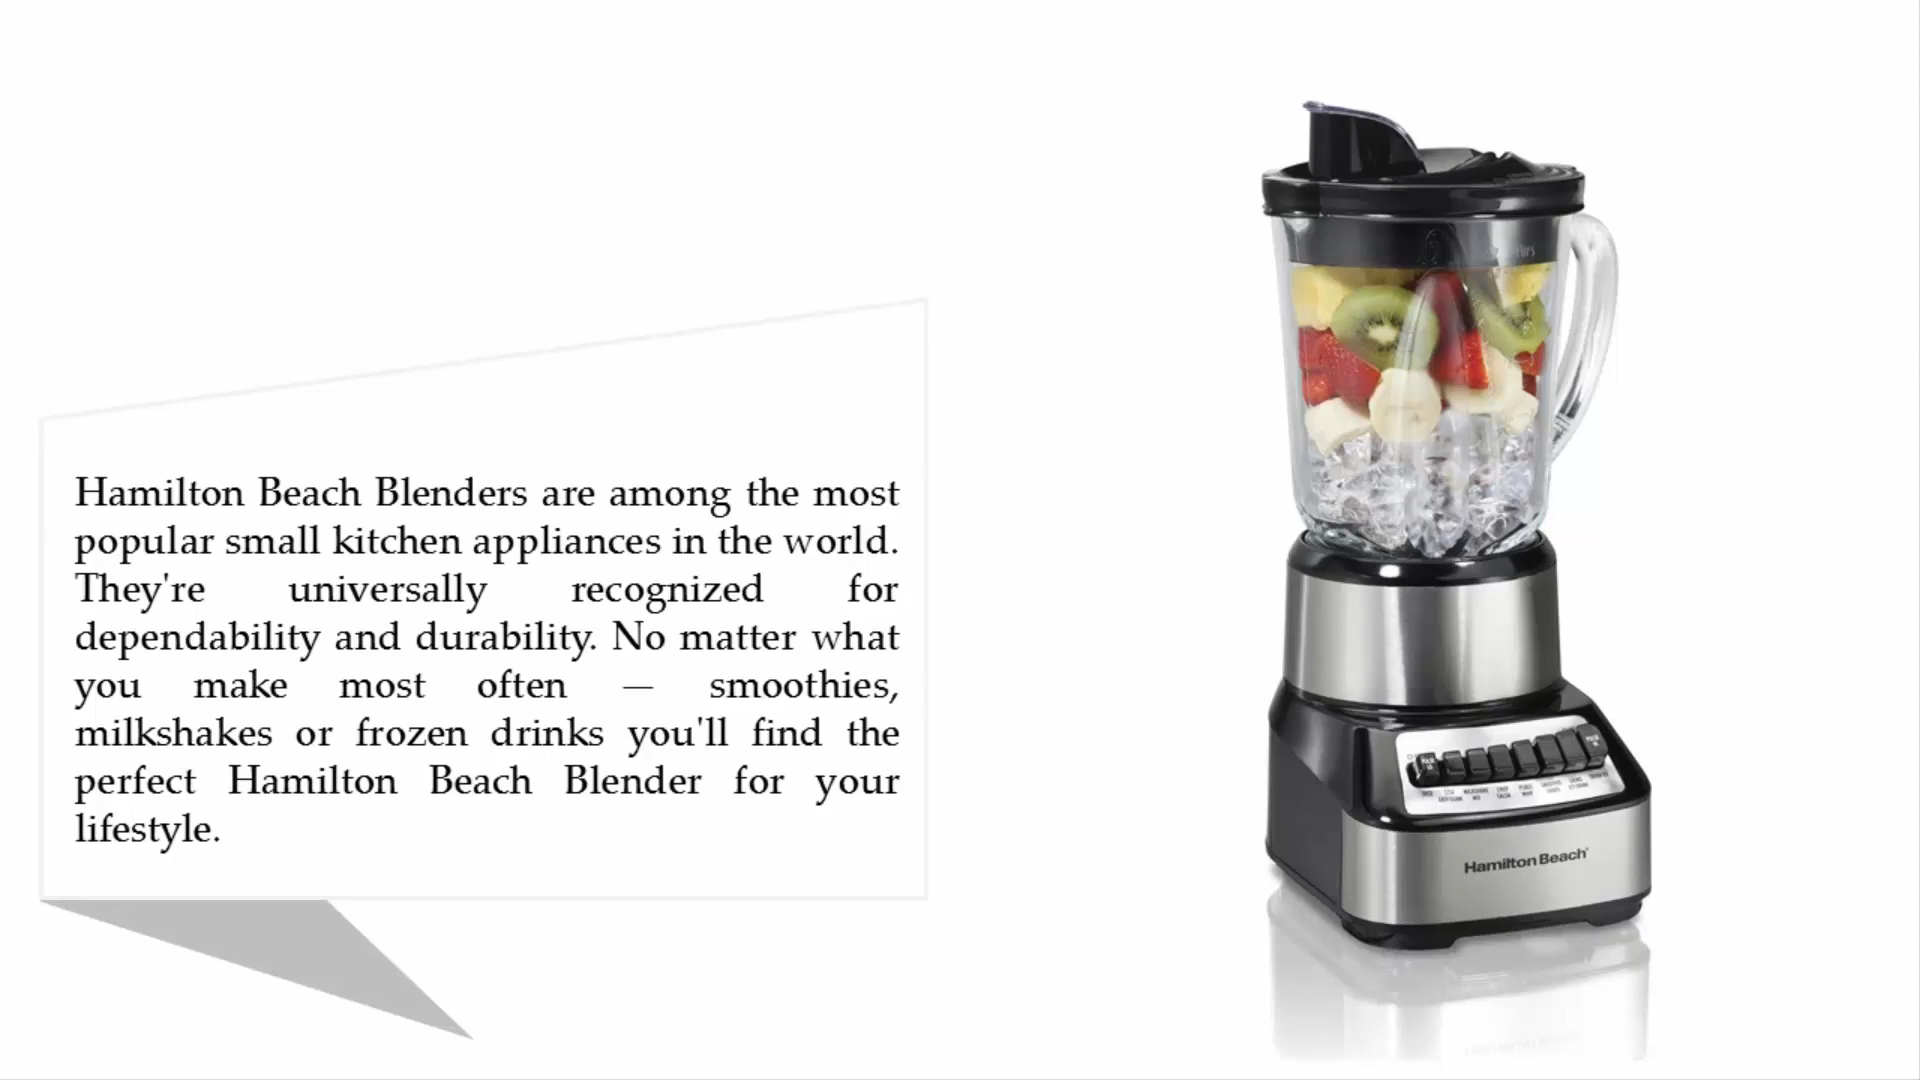 Hamilton Beach Blenders are among the most
popular small kitchen appliances in the world.
They're universally recognized for
dependability and durability. No matter what
you make most often — smoothies,
milkshakes or frozen drinks you'll find the
perfect Hamilton Beach Blender for your
lifestyle.
Hamilton Beach